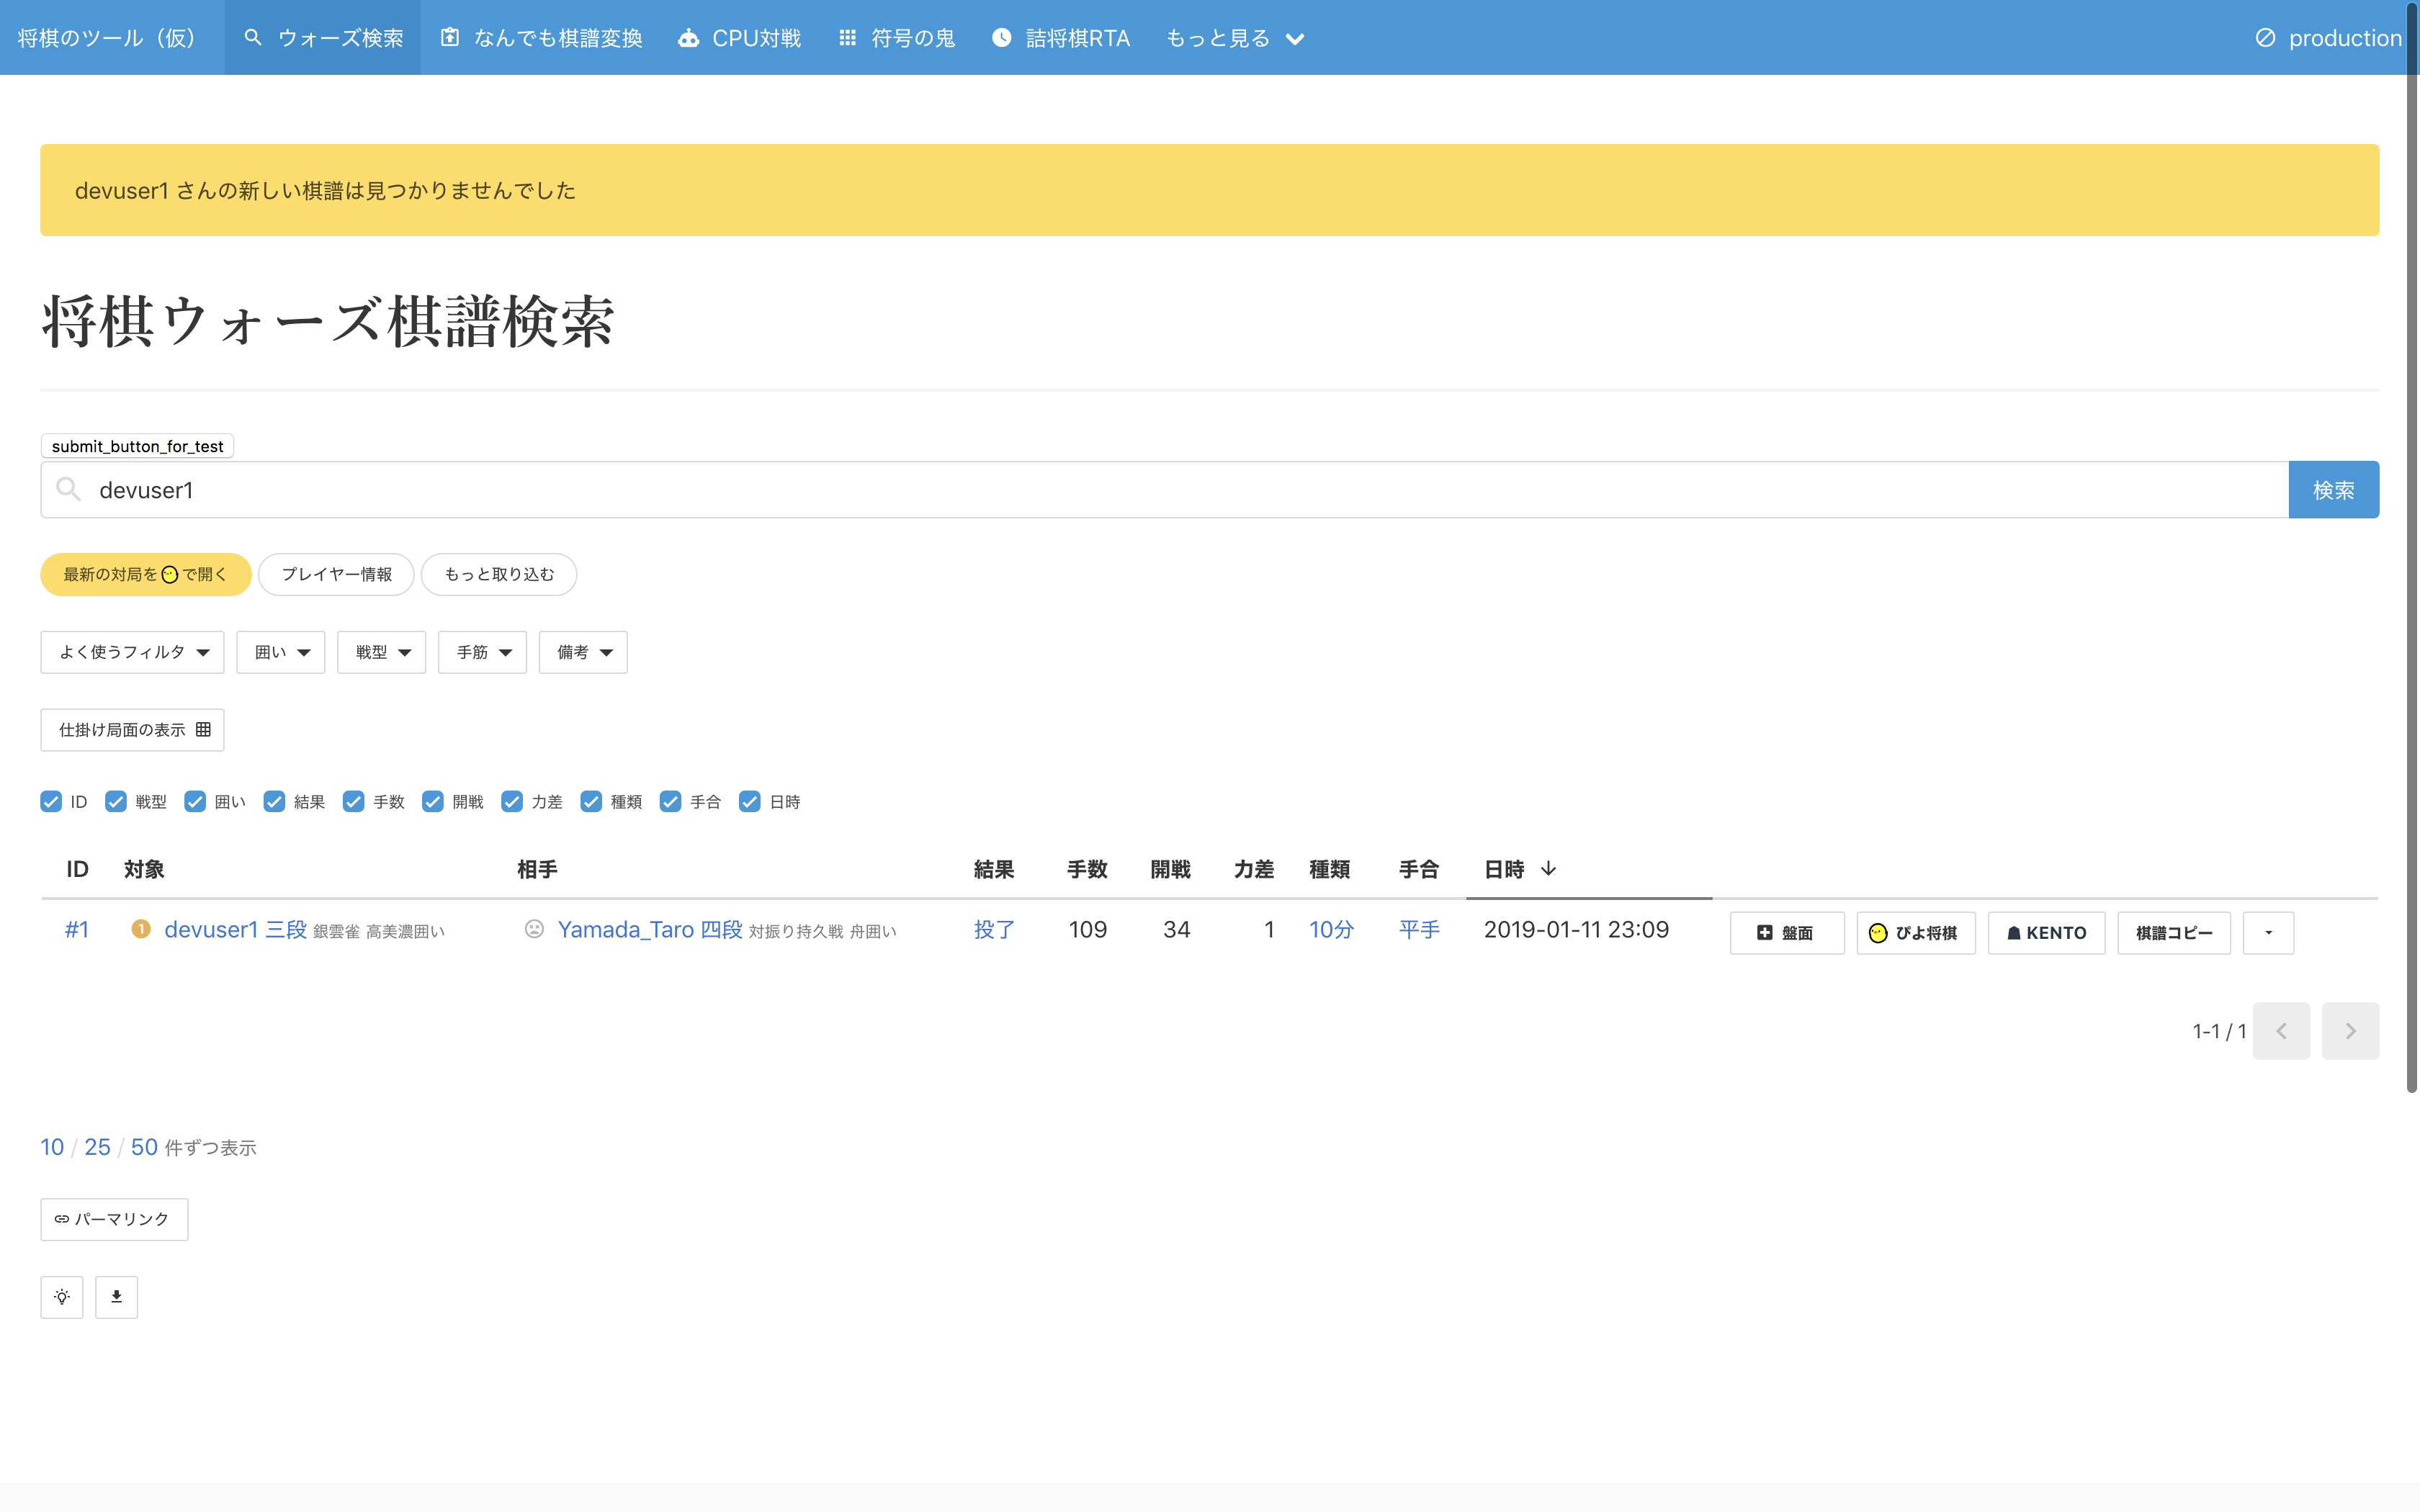 将棋のツール（仮） ウォーズ検索 なんでも棋譜変換 CPU対戦 符号の鬼 詰将棋RTA もっと見る production
devuser1 さんの新しい棋譜は見つかりませんでした
将棋ウォーズ棋譜検索
submit_button_for_test
devuser1 検索
最新の対局をで開く プレイヤー情報 もっと取り込む
よく使うフィルタ 囲い 戦型 手筋 備考
仕掛け局面の表示
ID 戦型 囲い 結果 手数 開戦 力差 種類 手合 日時
ID 対象 相手 結果 手数 開戦 力差 種類 手合 日時
#1 1 devuser1 三段 銀雲雀 高美濃囲い Yamada_Taro 四段 対振り持久戦 舟囲い 投了 109 34 1 10分 平手 2019-01-11 23:09 盤面 ぴよ将棋 KENTO 棋譜コピー
1-1 / 1
10 / 25 / 50 件ずつ表示
パーマリンク